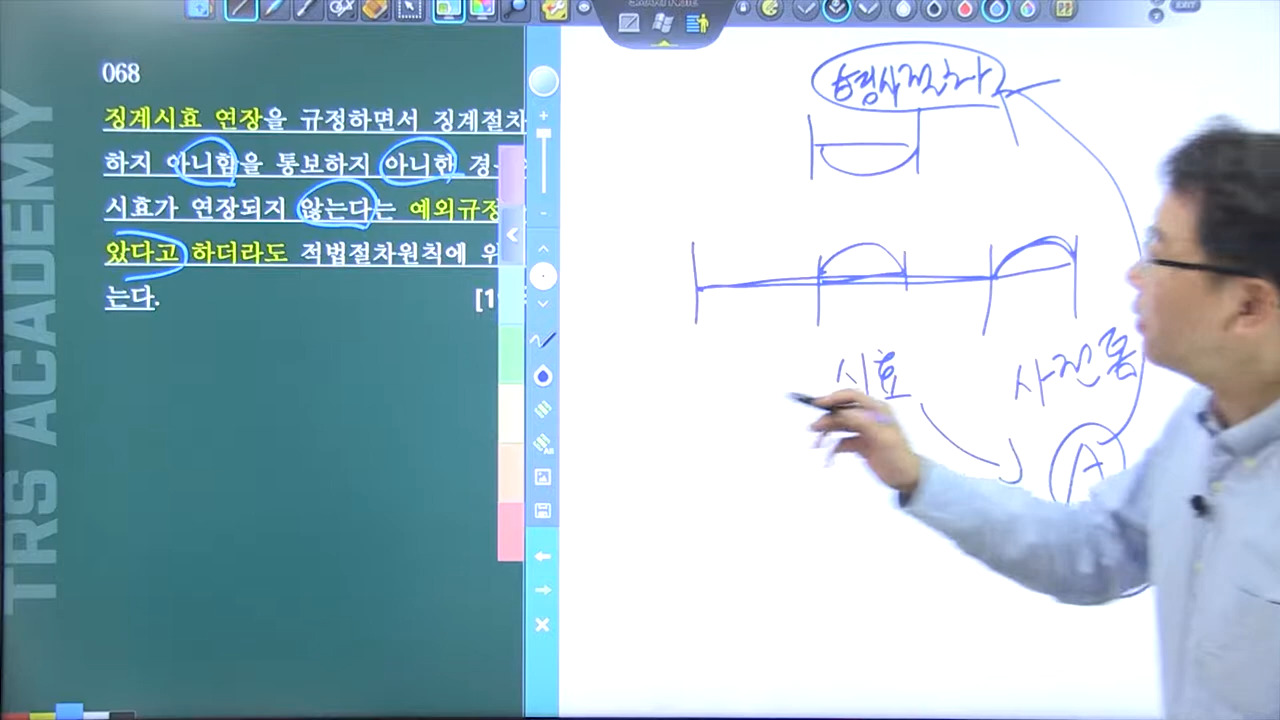 068
징계시효 연장을 규정하면서 징계절차
하지 아니함을 통보하지 아니한 경
시효가 연장되지 않는다는 예외규정
았다고 하더라도 적법절차원칙에 위
는다. [1
TRS ACADEMY
EXIT
시효
사전통
A